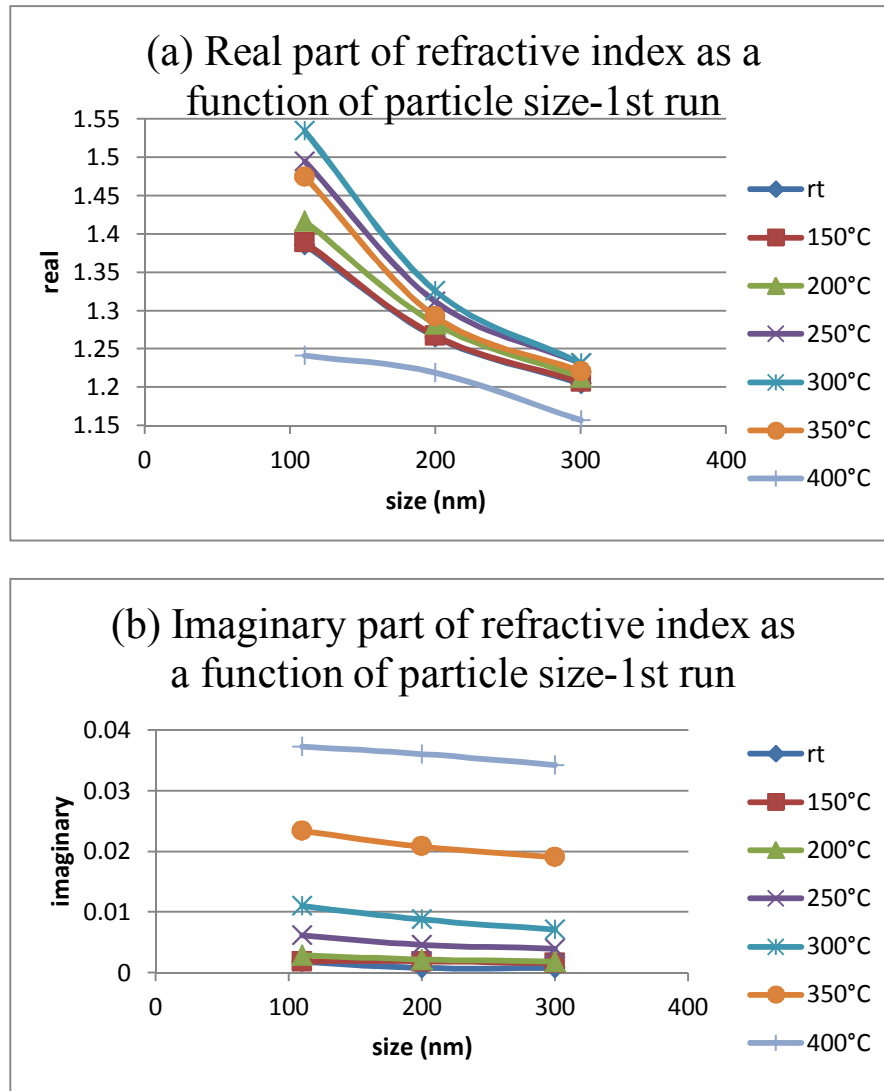 (a) Real part of refractive index as a
function of particle size-1st run
1.55
1.5
1.45
1.4
1.35
1.3
1.25
1.2
1.15
real
0
100
200
300
400
size (nm)
rt
150°C
200°C
250°C
300°C
350°C
400°C
(b) Imaginary part of refractive index as
a function of particle size-1st run
0.04
0.03
0.02
0.01
0
imaginary
0
100
200
300
400
size (nm)
rt
150°C
200°C
250°C
300°C
350°C
400°C